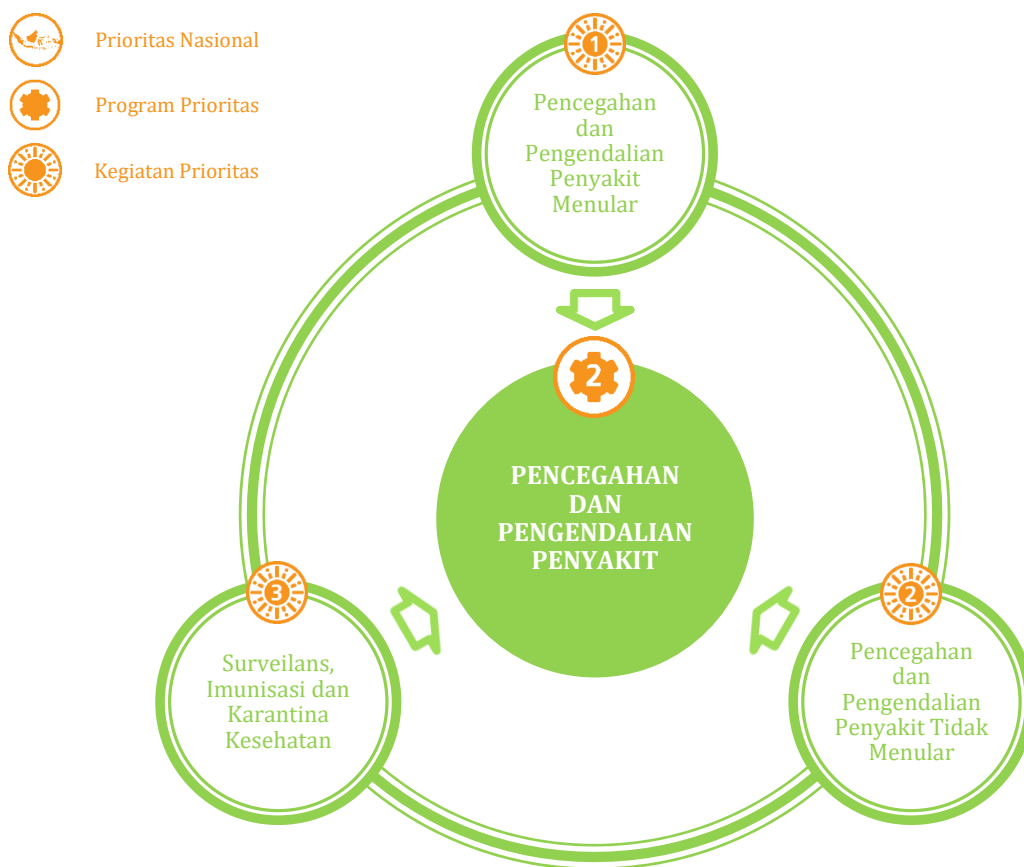 Prioritas Nasional
Program Prioritas
Kegiatan Prioritas
1
Pencegahan
dan
Pengendalian
Penyakit
Menular
2
PENCEGAHAN
DAN
PENGENDALIAN
PENYAKIT
3
Surveilans,
Imunisasi dan
Karantina
Kesehatan
2
Pencegahan
dan
Pengendalian
Penyakit Tidak
Menular